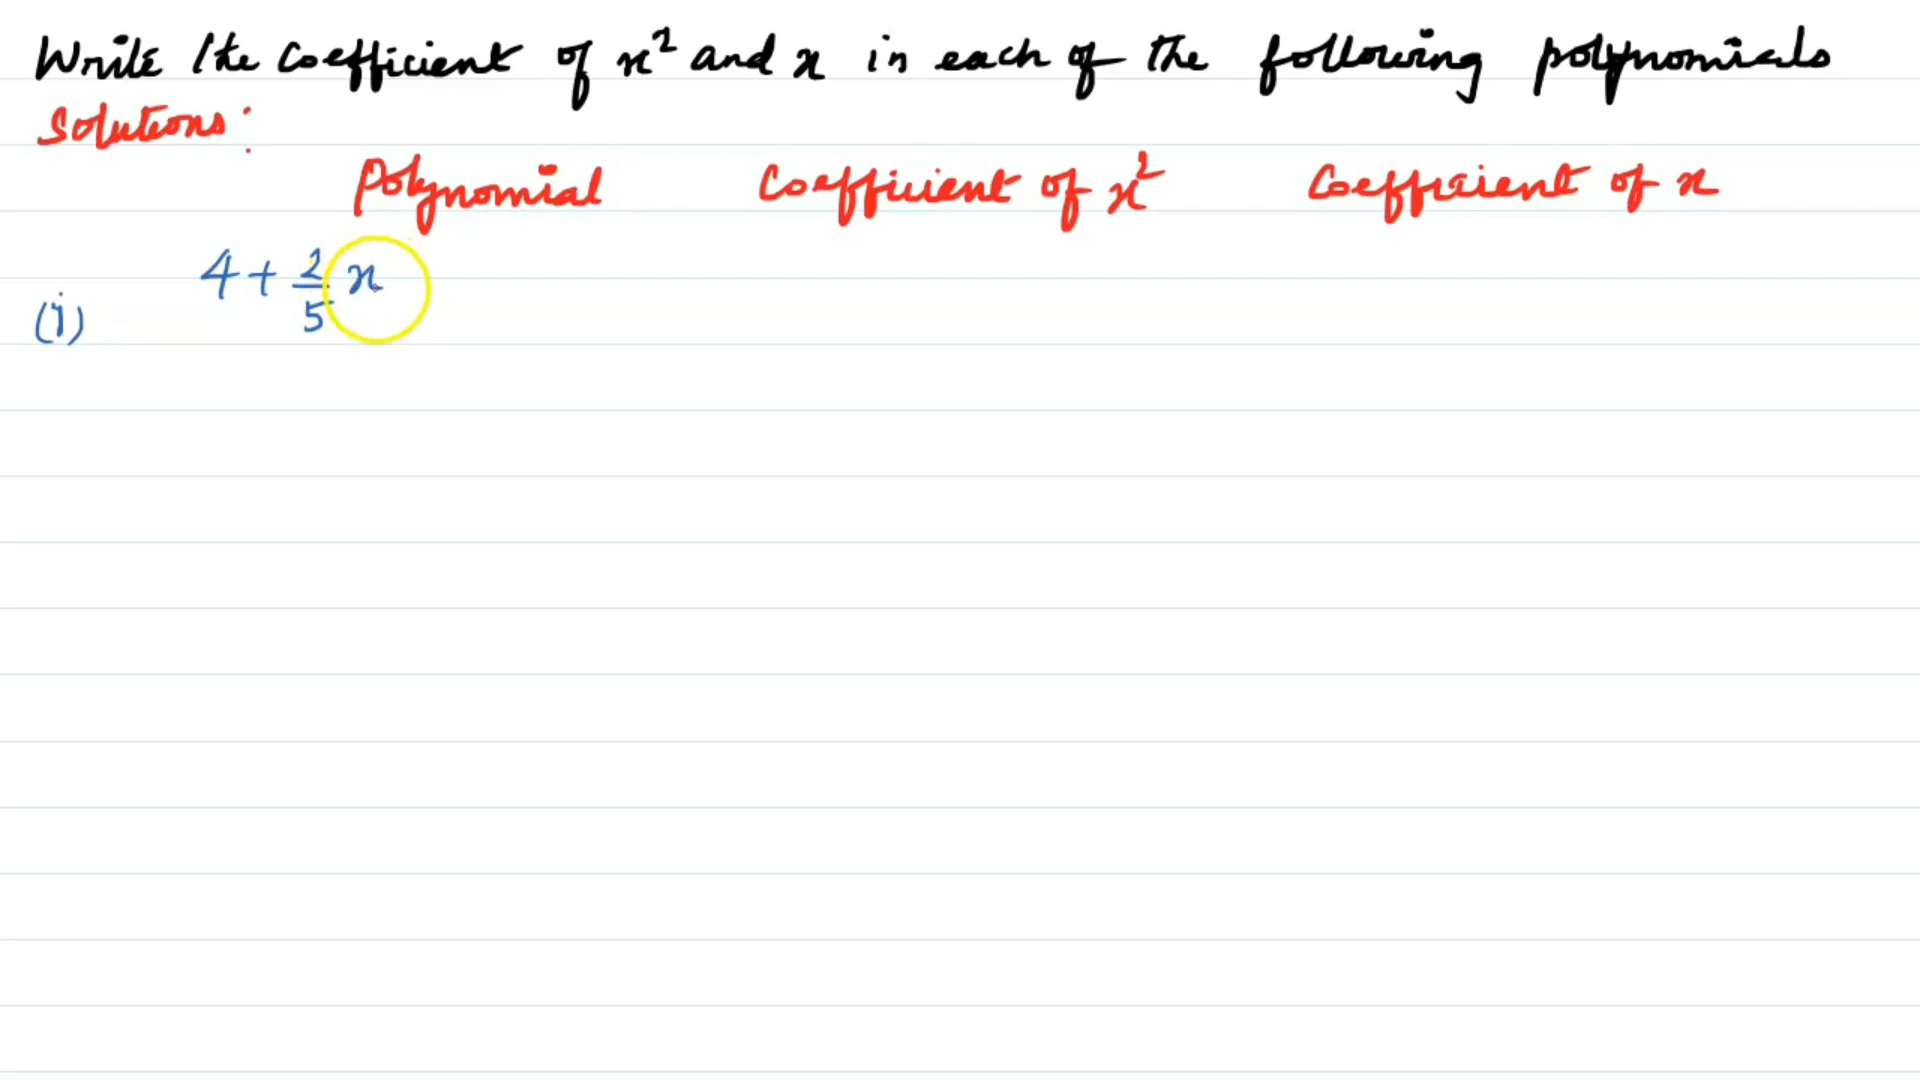 Write the Coefficient of x² and x in each of the following polynomials
Solutions:
Polynomial Coefficient of x² Coefficient of x
(i) 4 + 2/5 x